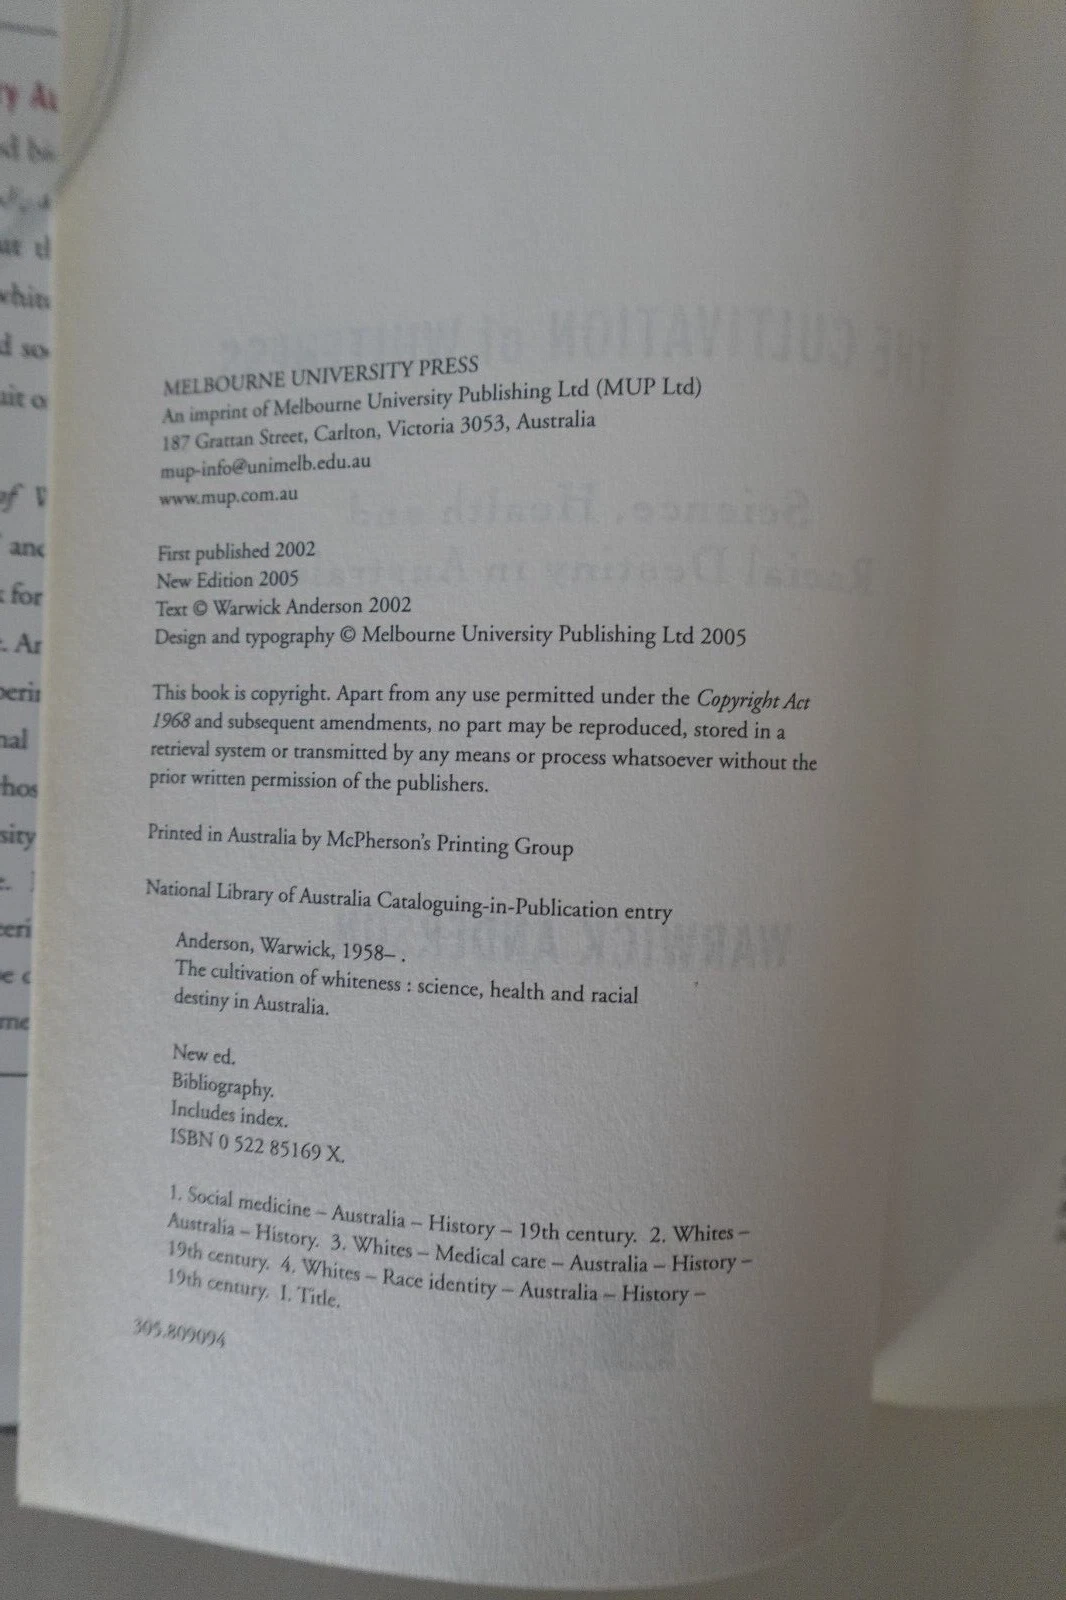 MELBOURNE UNIVERSITY PRESS
An imprint of Melbourne University Publishing Ltd (MUP Ltd)
187 Grattan Street, Carlton, Victoria 3053, Australia
mup-info@unimelb.edu.au
www.mup.com.au
First published 2002
New Edition 2005
Text © Warwick Anderson 2002
Design and typography © Melbourne University Publishing Ltd 2005
This book is copyright. Apart from any use permitted under the Copyright Act
1968 and subsequent amendments, no part may be reproduced, stored in a
retrieval system or transmitted by any means or process whatsoever without the
prior written permission of the publishers.
Printed in Australia by McPherson's Printing Group
National Library of Australia Cataloguing-in-Publication entry
Anderson, Warwick, 1958– .
The cultivation of whiteness : science, health and racial
destiny in Australia.
New ed.
Bibliography.
Includes index.
ISBN 0 522 85169 X.
1. Social medicine – Australia – History – 19th century. 2. Whites –
Australia – History. 3. Whites – Medical care – Australia – History –
19th century. 4. Whites – Race identity – Australia – History –
19th century. I. Title.
305.809094